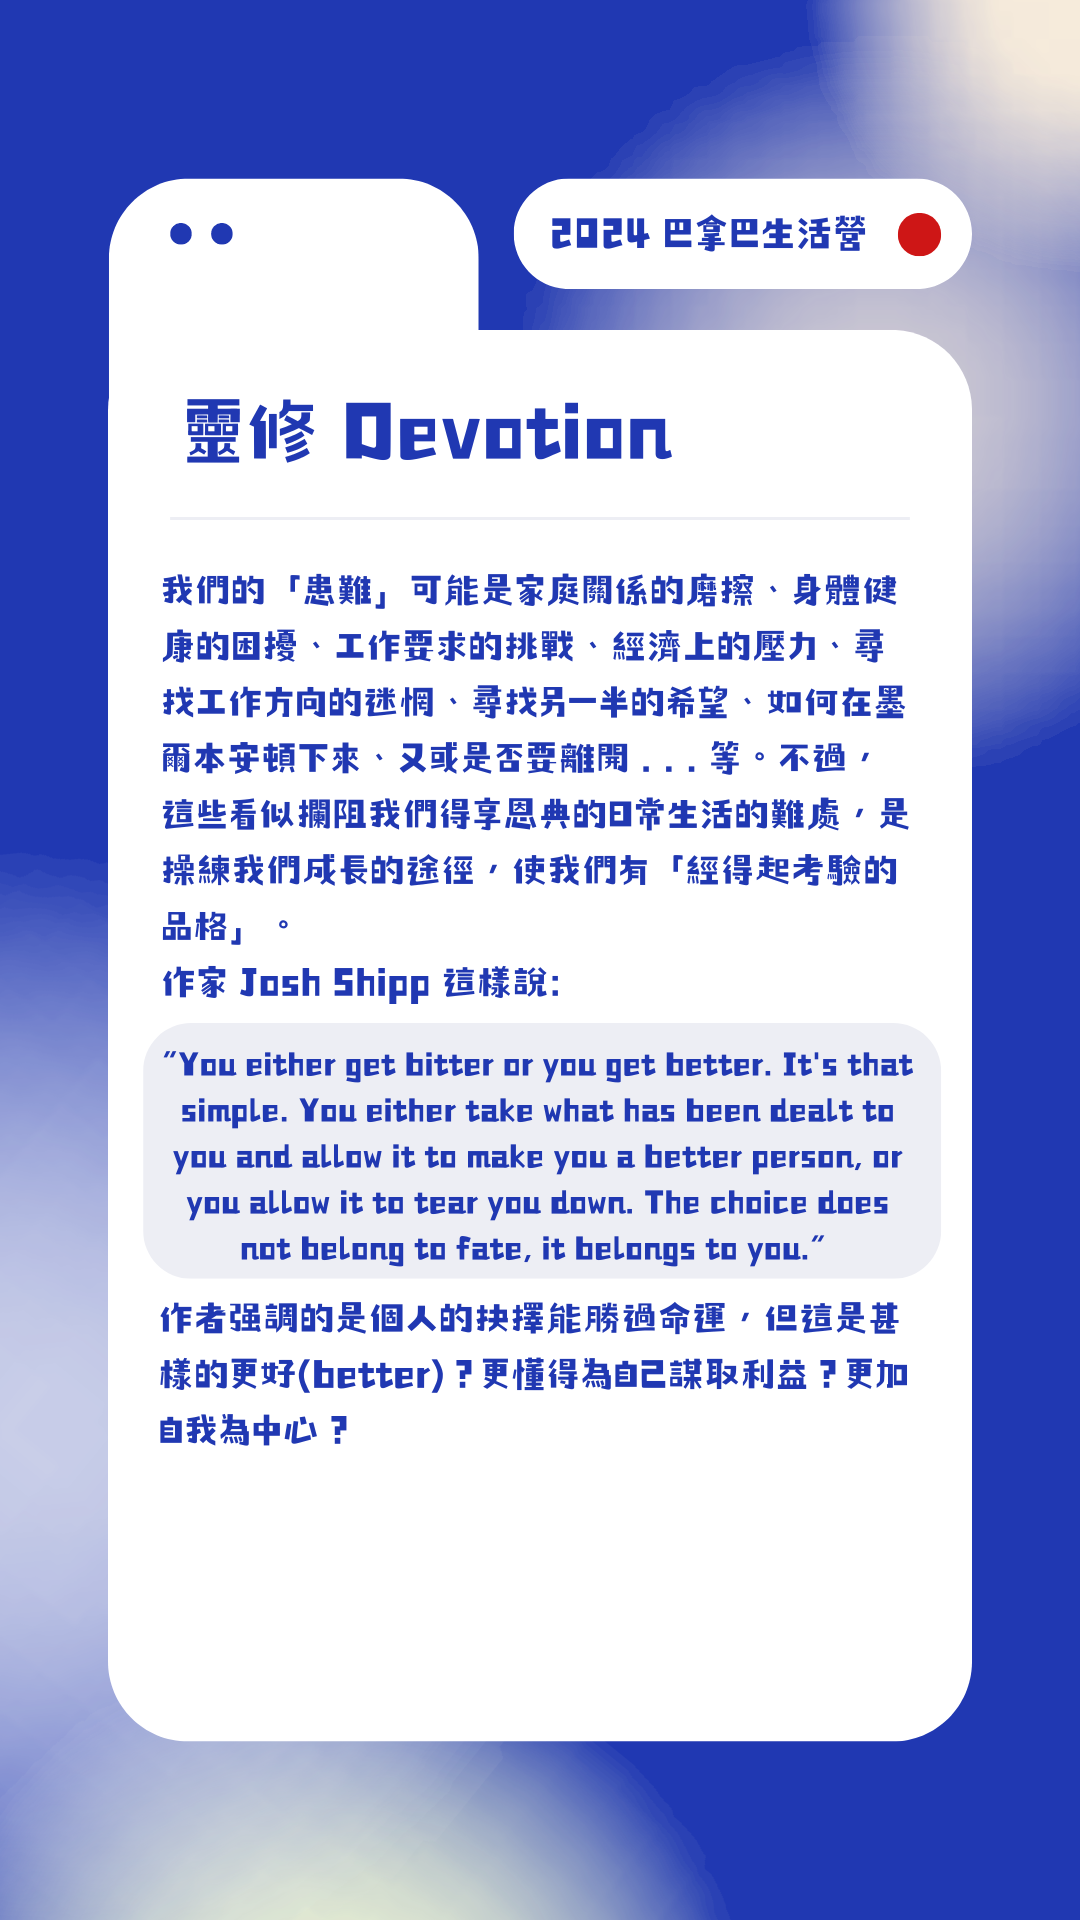 2024 巴拿巴生活營
靈修 Devotion
我們的「患難」可能是家庭關係的磨擦、身體健
康的困擾、工作要求的挑戰、經濟上的壓力、尋
找工作方向的迷惘、尋找另一半的希望、如何在墨
爾本安頓下來、又或是否要離開 . . . 等。不過，
這些看似攔阻我們得享恩典的日常生活的難處，是
操練我們成長的途徑，使我們有「經得起考驗的
品格」。
作家 Josh Shipp 這樣說:
“You either get bitter or you get better. It's that
simple. You either take what has been dealt to
you and allow it to make you a better person, or
you allow it to tear you down. The choice does
not belong to fate, it belongs to you.”
作者强調的是個人的抉擇能勝過命運，但這是甚
樣的更好(better)？更懂得為自己謀取利益？更加
自我為中心？